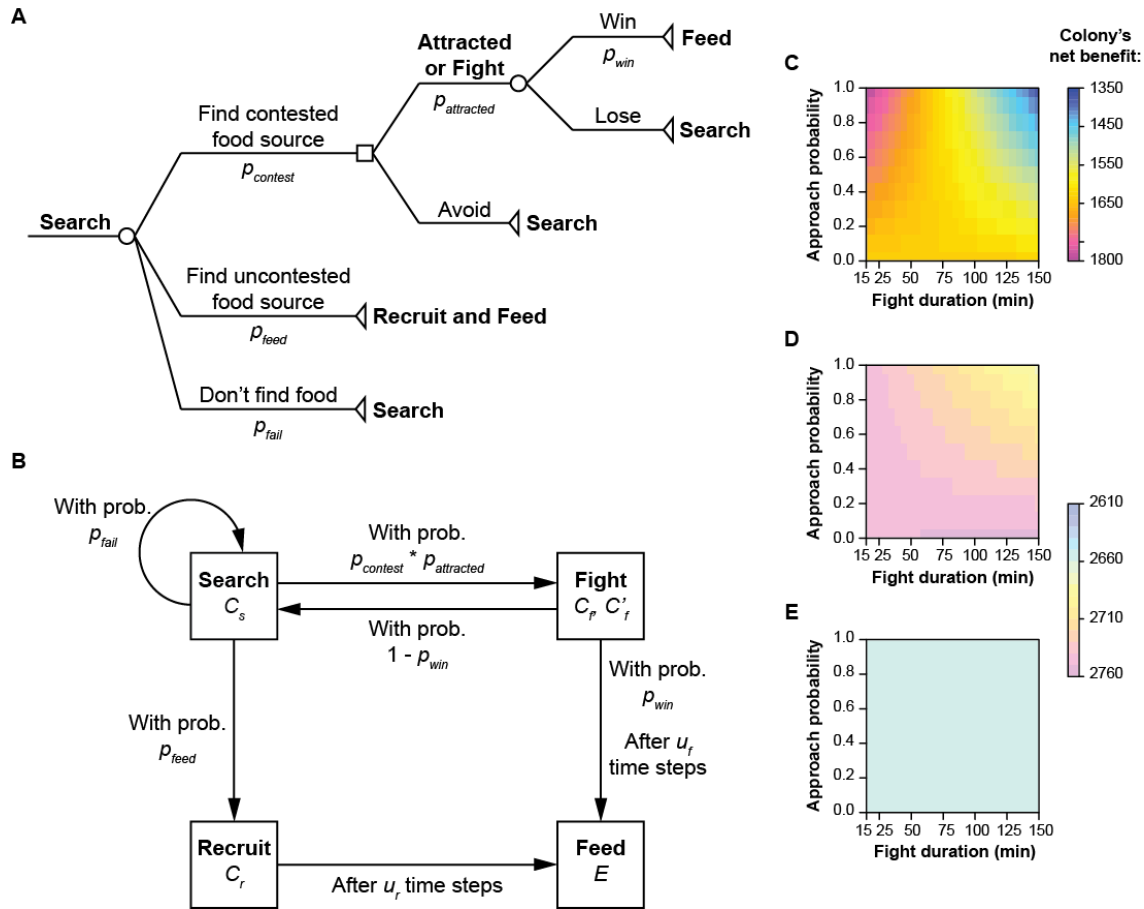 A
Search
Find contested
food source
p_contest
Attracted
or Fight
p_attracted
Win
p_win
Feed
Lose
Search
Avoid
Search
Find uncontested
food source
p_feed
Recruit and Feed
Don't find food
p_fail
Search
B
With prob.
p_fail
Search
C_s
With prob.
p_contest * p_attracted
With prob.
1 - p_win
Fight
C_f, C'_f
With prob.
p_feed
With prob.
p_win
After u_f
time steps
Recruit
C_r
After u_r time steps
Feed
E
Colony's
net benefit:
C
Approach probability
1.0
0.8
0.6
0.4
0.2
0.0
15 25 50 75 100 125 150
Fight duration (min)
1350
1450
1550
1650
1800
D
Approach probability
1.0
0.8
0.6
0.4
0.2
0.0
15 25 50 75 100 125 150
Fight duration (min)
2610
2660
2710
2760
E
Approach probability
1.0
0.8
0.6
0.4
0.2
0.0
15 25 50 75 100 125 150
Fight duration (min)